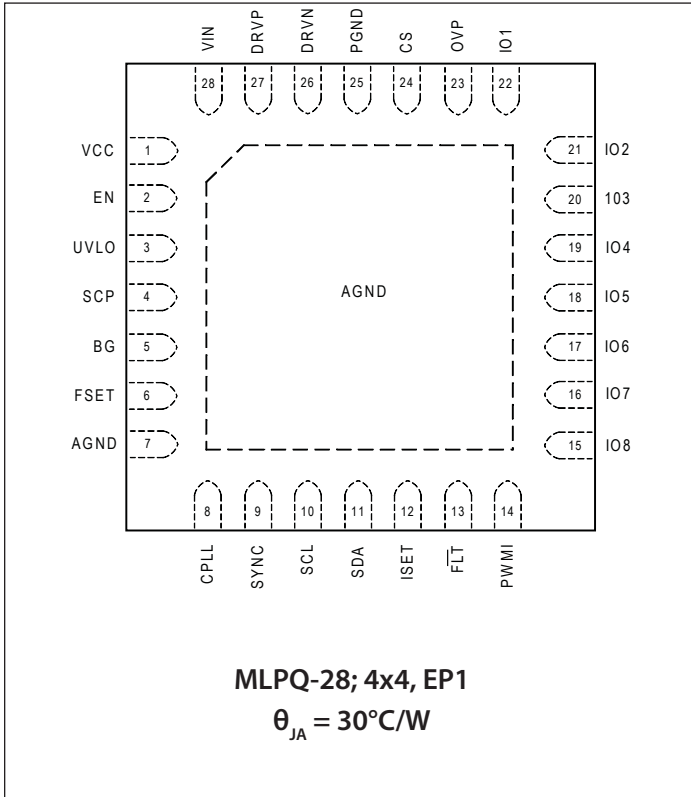 VIN DRVP DRVN PGND CS OVP IO1
28 27 26 25 24 23 22
VCC 1 21 IO2
EN 2 20 103
UVLO 3 19 IO4
SCP 4 18 IO5
AGND
BG 5 17 IO6
FSET 6 16 IO7
AGND 7 15 IO8
8 9 10 11 12 13 14
CPLL SYNC SCL SDA ISET F̅L̅T̅ PWMI
MLPQ-28; 4x4, EP1
θJA = 30°C/W